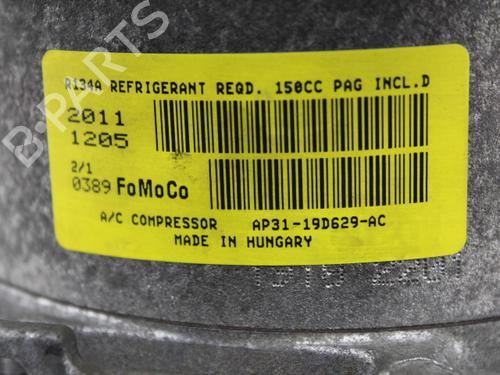 R134A REFRIGERANT REQD. 150CC PAG INCL.D
2011
1205
2/1
0389 FoMoCo
A/C COMPRESSOR AP31-19D629-AC
MADE IN HUNGARY
B-PARTS